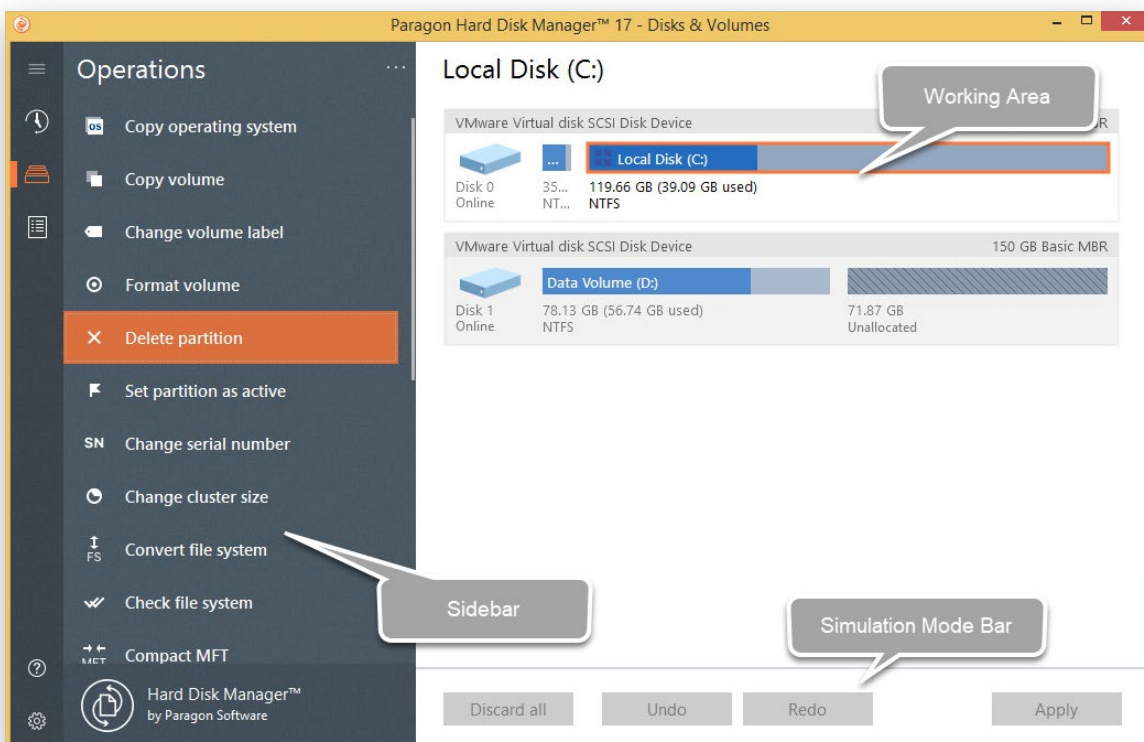 Paragon Hard Disk Manager™ 17 - Disks & Volumes
Operations
...
OS Copy operating system
Copy volume
Change volume label
Format volume
Delete partition
Set partition as active
SN Change serial number
Change cluster size
FS Convert file system
Check file system
MFT Compact MFT
Hard Disk Manager™
by Paragon Software
Local Disk (C:)
Working Area
VMware Virtual disk SCSI Disk Device
... Local Disk (C:)
Disk 0 35... 119.66 GB (39.09 GB used)
Online NT... NTFS
VMware Virtual disk SCSI Disk Device 150 GB Basic MBR
Data Volume (D:)
Disk 1 78.13 GB (56.74 GB used) 71.87 GB
Online NTFS Unallocated
Sidebar
Simulation Mode Bar
Discard all Undo Redo Apply